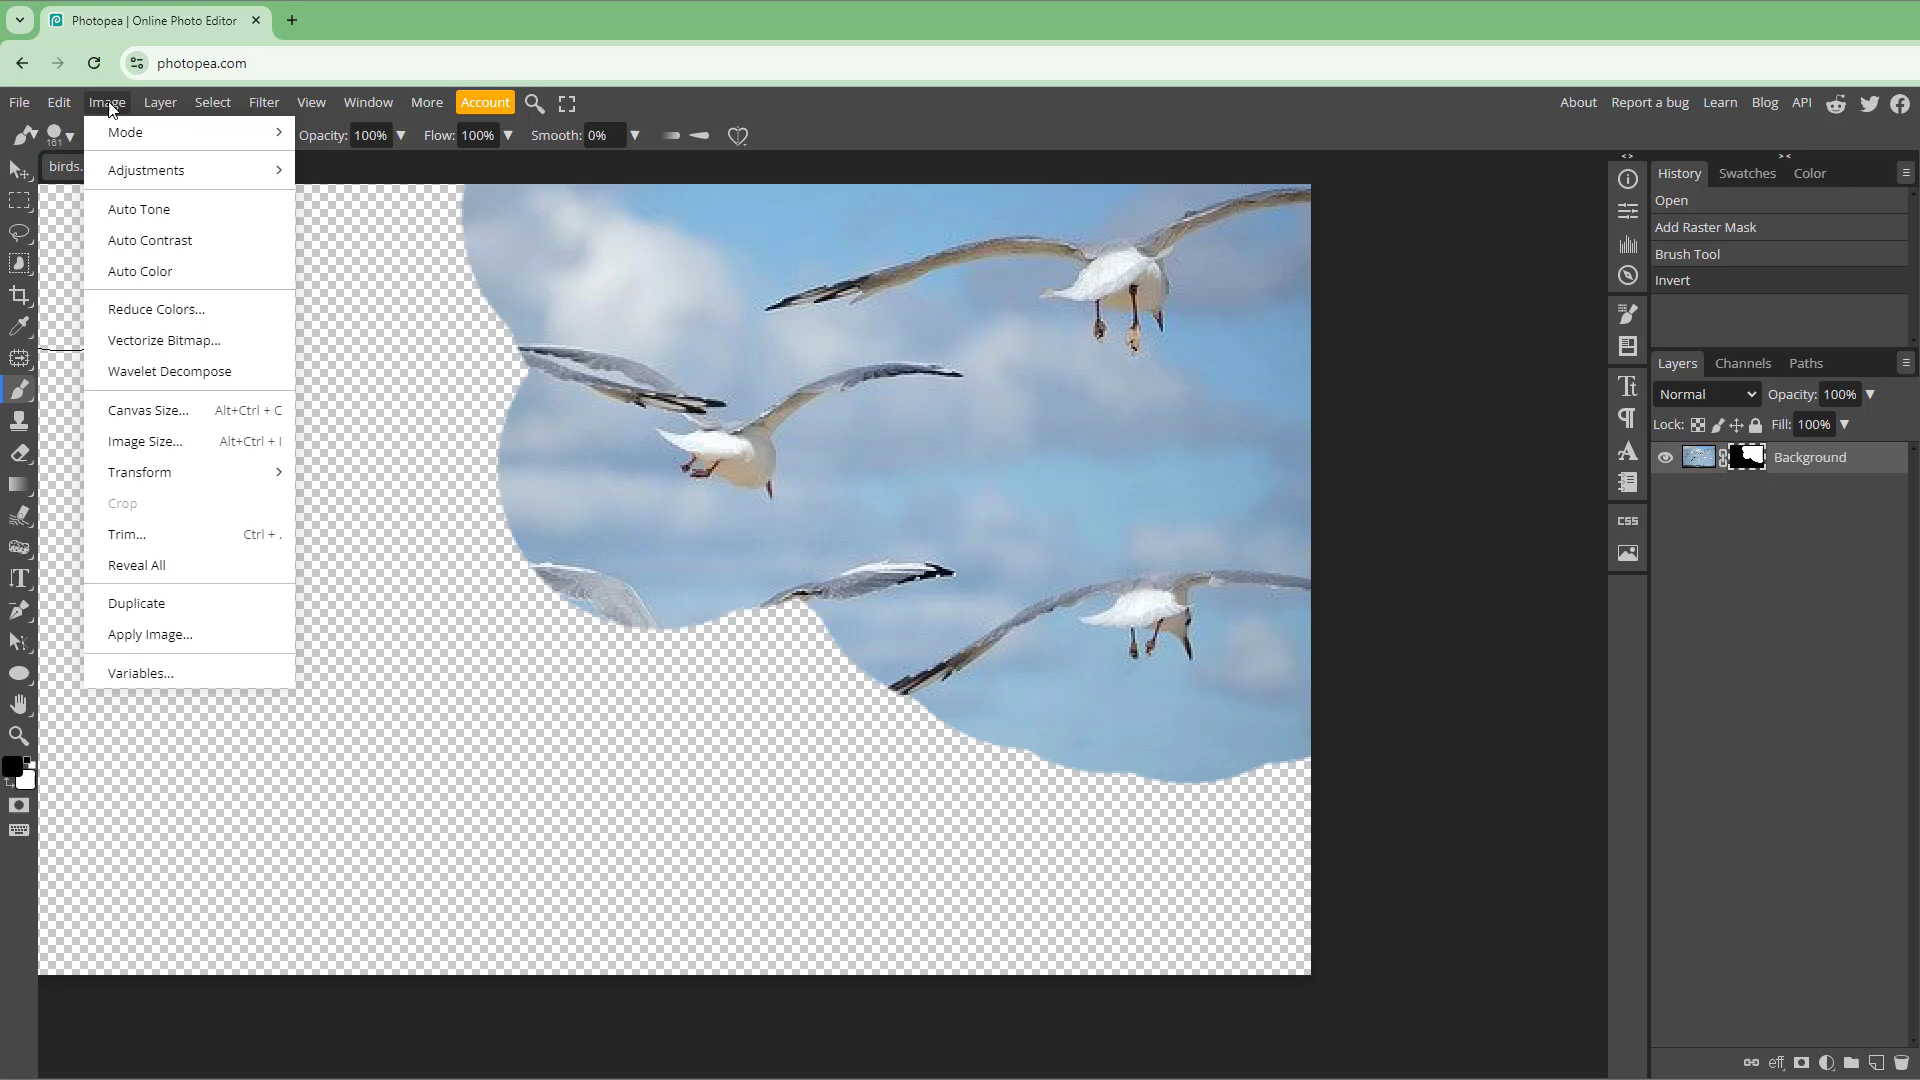 Photopea | Online Photo Editor
photopea.com
File Edit Image Layer Select Filter View Window More Account
About Report a bug Learn Blog API
161 Opacity: 100% Flow: 100% Smooth: 0%
birds.
Mode
Adjustments
Auto Tone
Auto Contrast
Auto Color
Reduce Colors...
Vectorize Bitmap...
Wavelet Decompose
Canvas Size... Alt+Ctrl + C
Image Size... Alt+Ctrl + I
Transform
Crop
Trim... Ctrl + .
Reveal All
Duplicate
Apply Image...
Variables...
History Swatches Color
Open
Add Raster Mask
Brush Tool
Invert
Layers Channels Paths
Normal Opacity: 100%
Lock: Fill: 100%
Background
CSS
eff